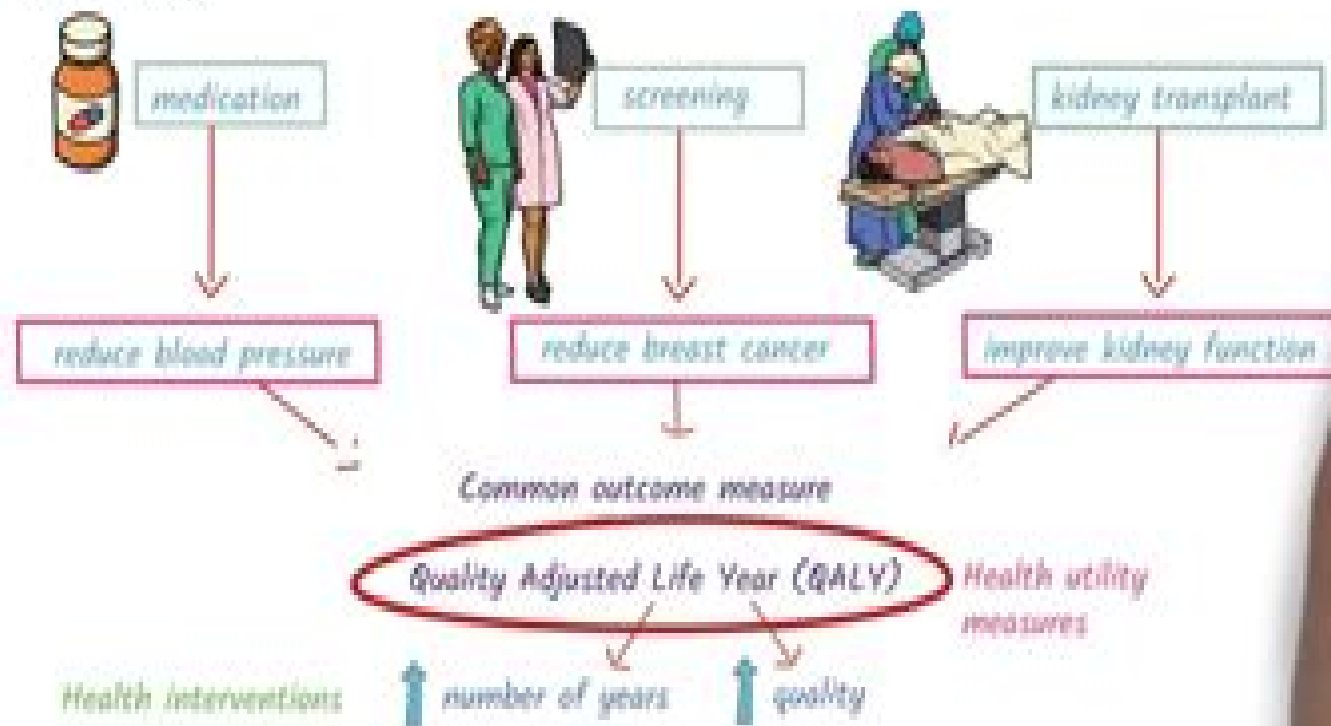 medication
screening
kidney transplant
reduce blood pressure
reduce breast cancer
improve kidney function
Common outcome measure
Quality Adjusted Life Year (QALY)
Health utility
measures
Health interventions
number of years
quality